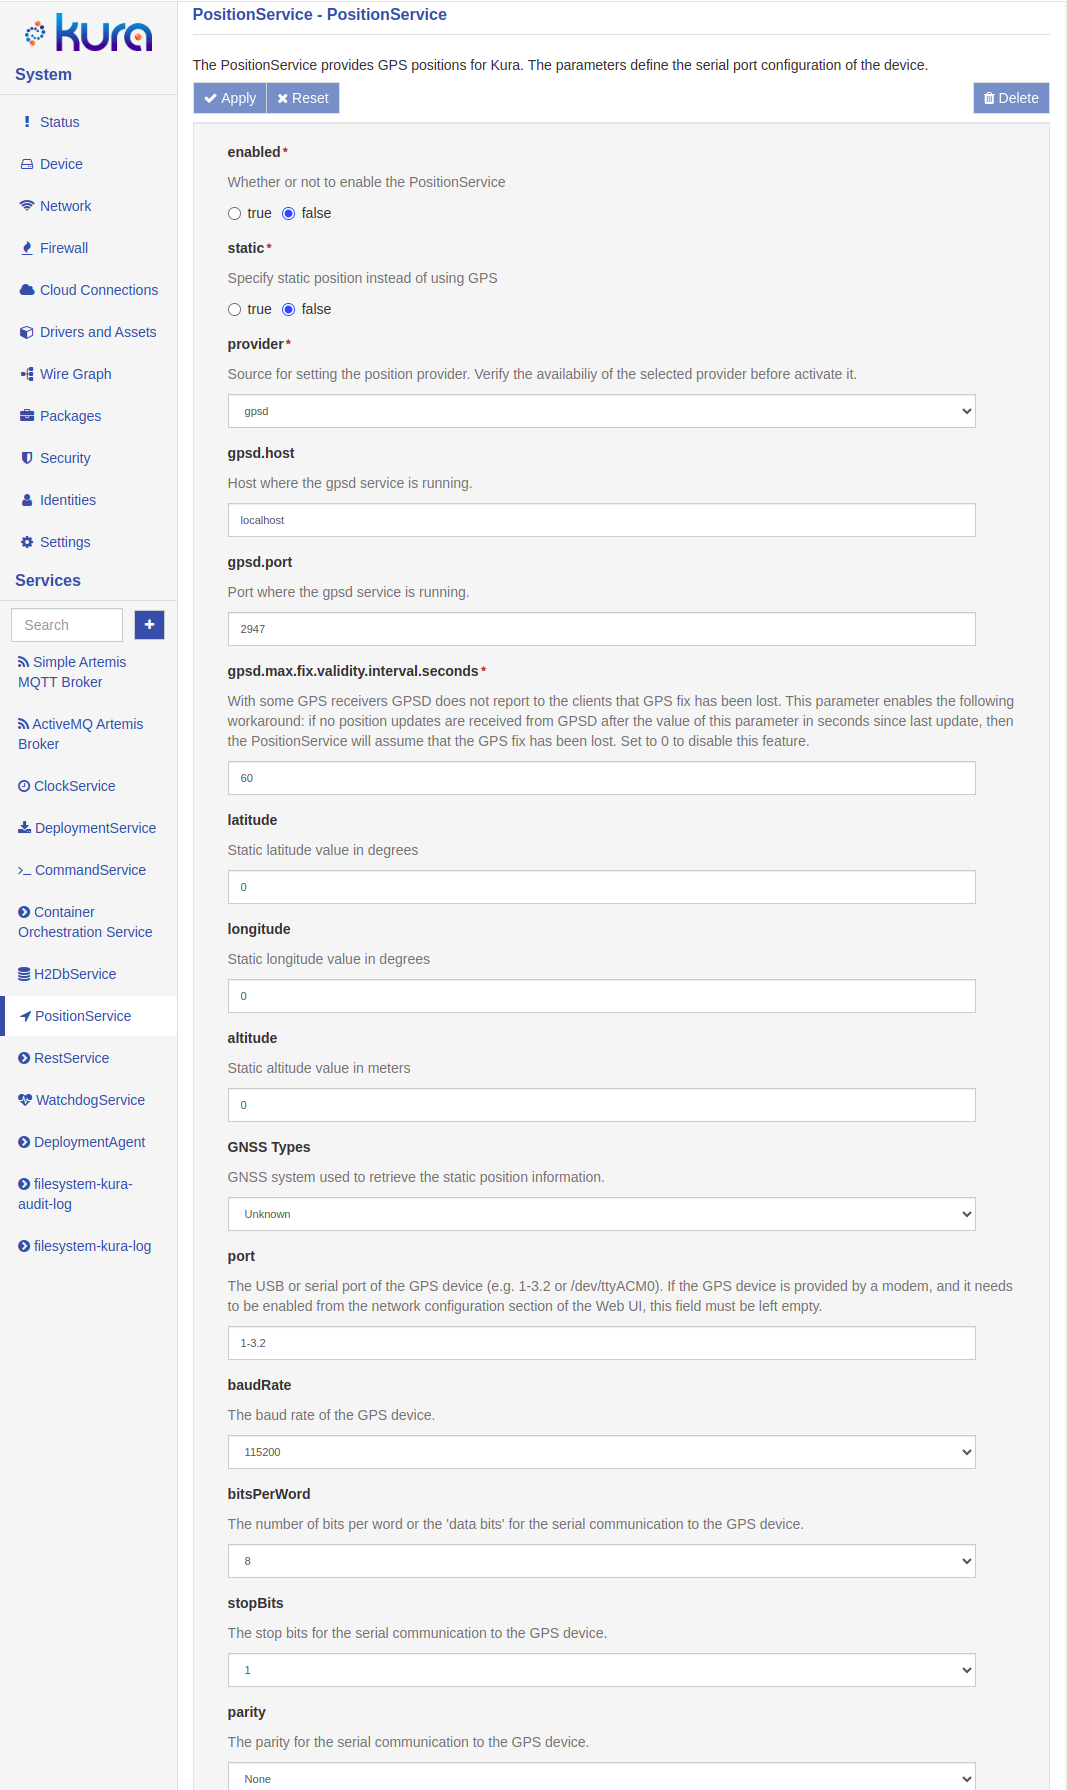 kura
System
Status
Device
Network
Firewall
Cloud Connections
Drivers and Assets
Wire Graph
Packages
Security
Identities
Settings
Services
Search
Simple Artemis
MQTT Broker
ActiveMQ Artemis
Broker
ClockService
DeploymentService
CommandService
Container
Orchestration Service
H2DbService
PositionService
RestService
WatchdogService
DeploymentAgent
filesystem-kura-
audit-log
filesystem-kura-log
PositionService - PositionService
The PositionService provides GPS positions for Kura. The parameters define the serial port configuration of the device.
Apply Reset Delete
enabled *
Whether or not to enable the PositionService
true false
static *
Specify static position instead of using GPS
true false
provider *
Source for setting the position provider. Verify the availabiliy of the selected provider before activate it.
gpsd
gpsd.host
Host where the gpsd service is running.
localhost
gpsd.port
Port where the gpsd service is running.
2947
gpsd.max.fix.validity.interval.seconds *
With some GPS receivers GPSD does not report to the clients that GPS fix has been lost. This parameter enables the following
workaround: if no position updates are received from GPSD after the value of this parameter in seconds since last update, then
the PositionService will assume that the GPS fix has been lost. Set to 0 to disable this feature.
60
latitude
Static latitude value in degrees
0
longitude
Static longitude value in degrees
0
altitude
Static altitude value in meters
0
GNSS Types
GNSS system used to retrieve the static position information.
Unknown
port
The USB or serial port of the GPS device (e.g. 1-3.2 or /dev/ttyACM0). If the GPS device is provided by a modem, and it needs
to be enabled from the network configuration section of the Web UI, this field must be left empty.
1-3.2
baudRate
The baud rate of the GPS device.
115200
bitsPerWord
The number of bits per word or the 'data bits' for the serial communication to the GPS device.
8
stopBits
The stop bits for the serial communication to the GPS device.
1
parity
The parity for the serial communication to the GPS device.
None